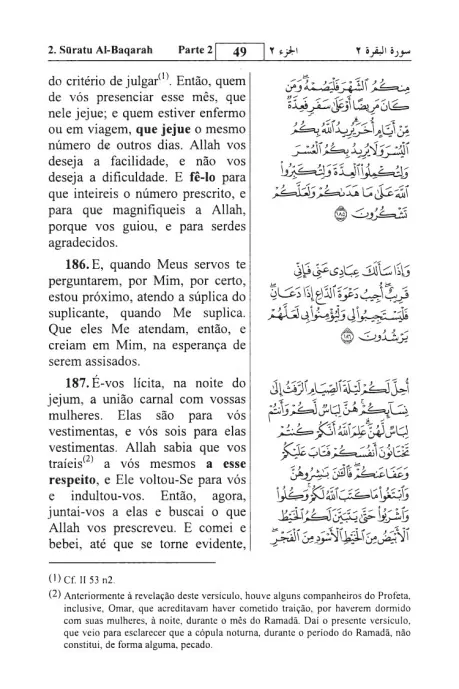 2. Sūratu Al-Baqarah Parte 2 49 الجزء ٢ سورة البقرة ٢
do critério de julgar(1). Então, quem
de vós presenciar esse mês, que
nele jejue; e quem estiver enfermo
ou em viagem, que jejue o mesmo
número de outros dias. Allah vos
deseja a facilidade, e não vos
deseja a dificuldade. E fê-lo para
que inteireis o número prescrito, e
para que magnifiqueis a Allah,
porque vos guiou, e para serdes
agradecidos.
186. E, quando Meus servos te
perguntarem, por Mim, por certo,
estou próximo, atendo a súplica do
suplicante, quando Me suplica.
Que eles Me atendam, então, e
creiam em Mim, na esperança de
serem assisados.
187. É-vos lícita, na noite do
jejum, a união carnal com vossas
mulheres. Elas são para vós
vestimentas, e vós sois para elas
vestimentas. Allah sabia que vos
traíeis(2) a vós mesmos a esse
respeito, e Ele voltou-Se para vós
e indultou-vos. Então, agora,
juntai-vos a elas e buscai o que
Allah vos prescreveu. E comei e
bebei, até que se torne evidente,
مِنكُمُ ٱلشَّهْرَ فَلْيَصُمْهُ وَمَن
كَانَ مَرِيضًا أَوْ عَلَىٰ سَفَرٍ فَعِدَّةٌ
مِّنْ أَيَّامٍ أُخَرَ يُرِيدُ ٱللَّهُ بِكُمُ
ٱلْيُسْرَ وَلَا يُرِيدُ بِكُمُ ٱلْعُسْرَ
وَلِتُكْمِلُوا۟ ٱلْعِدَّةَ وَلِتُكَبِّرُوا۟
ٱللَّهَ عَلَىٰ مَا هَدَىٰكُمْ وَلَعَلَّكُمْ
تَشْكُرُونَ ١٨٥
وَإِذَا سَأَلَكَ عِبَادِى عَنِّى فَإِنِّى
قَرِيبٌ أُجِيبُ دَعْوَةَ ٱلدَّاعِ إِذَا دَعَانِ
فَلْيَسْتَجِيبُوا۟ لِى وَلْيُؤْمِنُوا۟ بِى لَعَلَّهُمْ
يَرْشُدُونَ ١٨٦
أُحِلَّ لَكُمْ لَيْلَةَ ٱلصِّيَامِ ٱلرَّفَثُ إِلَىٰ
نِسَآئِكُمْ هُنَّ لِبَاسٌ لَّكُمْ وَأَنتُمْ
لِبَاسٌ لَّهُنَّ عَلِمَ ٱللَّهُ أَنَّكُمْ كُنتُمْ
تَخْتَانُونَ أَنفُسَكُمْ فَتَابَ عَلَيْكُمْ
وَعَفَا عَنكُمْ فَٱلْـَٰٔنَ بَـٰشِرُوهُنَّ
وَٱبْتَغُوا۟ مَا كَتَبَ ٱللَّهُ لَكُمْ وَكُلُوا۟
وَٱشْرَبُوا۟ حَتَّىٰ يَتَبَيَّنَ لَكُمُ ٱلْخَيْطُ
ٱلْأَبْيَضُ مِنَ ٱلْخَيْطِ ٱلْأَسْوَدِ مِنَ ٱلْفَجْرِ
(1) Cf. II 53 n2.
(2) Anteriormente à revelação deste versículo, houve alguns companheiros do Profeta,
inclusive, Omar, que acreditavam haver cometido traição, por haverem dormido
com suas mulheres, à noite, durante o mês do Ramadã. Daí o presente versículo,
que veio para esclarecer que a cópula noturna, durante o período do Ramadã, não
constitui, de forma alguma, pecado.